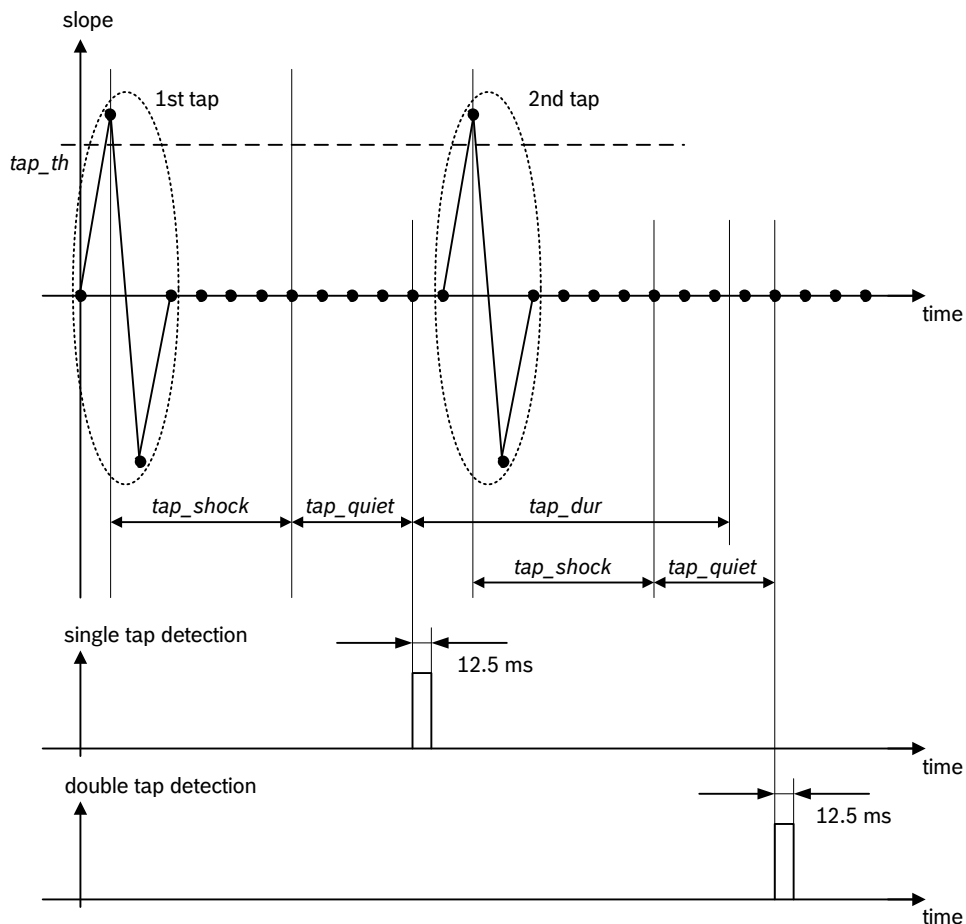 slope
1st tap
2nd tap
tap_th
time
tap_shock
tap_quiet
tap_dur
tap_shock
tap_quiet
single tap detection
12.5 ms
time
double tap detection
12.5 ms
time